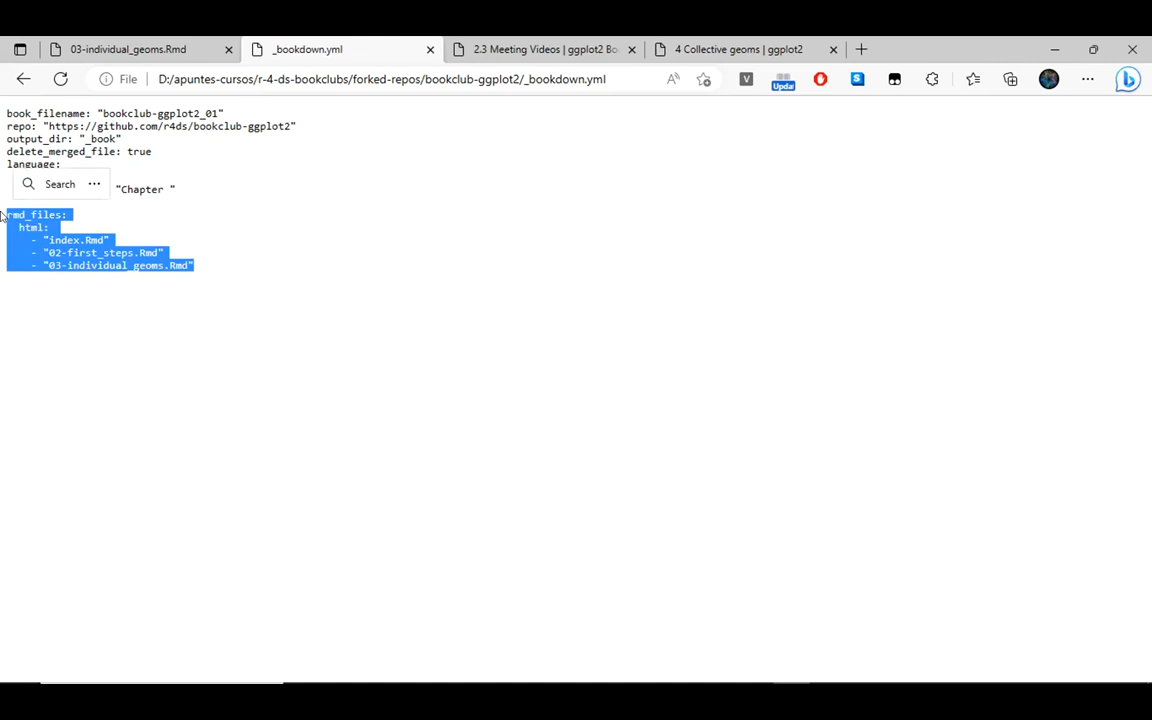 03-individual_geoms.Rmd
_bookdown.yml
2.3 Meeting Videos | ggplot2 Bo
4 Collective geoms | ggplot2
File
D:/apuntes-cursos/r-4-ds-bookclubs/forked-repos/bookclub-ggplot2/_bookdown.yml
V
Updat
S
book_filename: "bookclub-ggplot2_01"
repo: "https://github.com/r4ds/bookclub-ggplot2"
output_dir: "_book"
delete_merged_file: true
language:
Search
"Chapter "
rmd_files:
html:
- "index.Rmd"
- "02-first_steps.Rmd"
- "03-individual_geoms.Rmd"